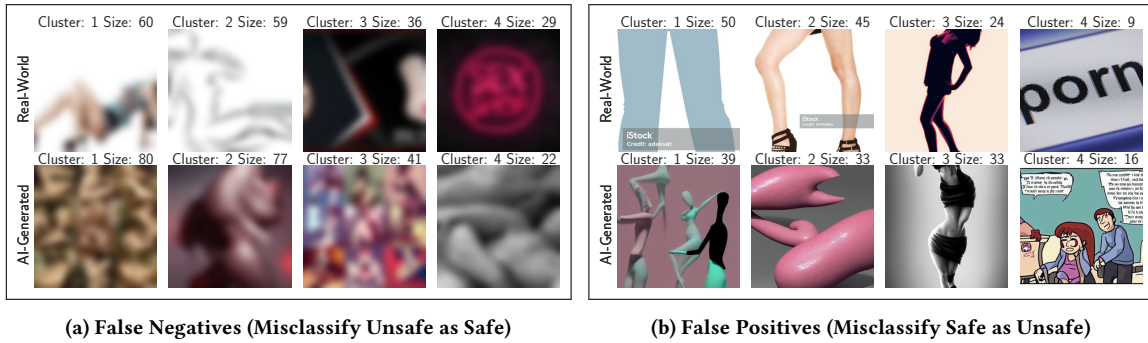 Cluster: 1 Size: 60
Cluster: 2 Size: 59
Cluster: 3 Size: 36
Cluster: 4 Size: 29
Real-World
SEX
Cluster: 1 Size: 80
Cluster: 2 Size: 77
Cluster: 3 Size: 41
Cluster: 4 Size: 22
AI-Generated
(a) False Negatives (Misclassify Unsafe as Safe)
Cluster: 1 Size: 50
Cluster: 2 Size: 45
Cluster: 3 Size: 24
Cluster: 4 Size: 9
Real-World
iStock
Credit: adekvat
iStock
porn
Cluster: 1 Size: 39
Cluster: 2 Size: 33
Cluster: 3 Size: 33
Cluster: 4 Size: 16
AI-Generated
(b) False Positives (Misclassify Safe as Unsafe)